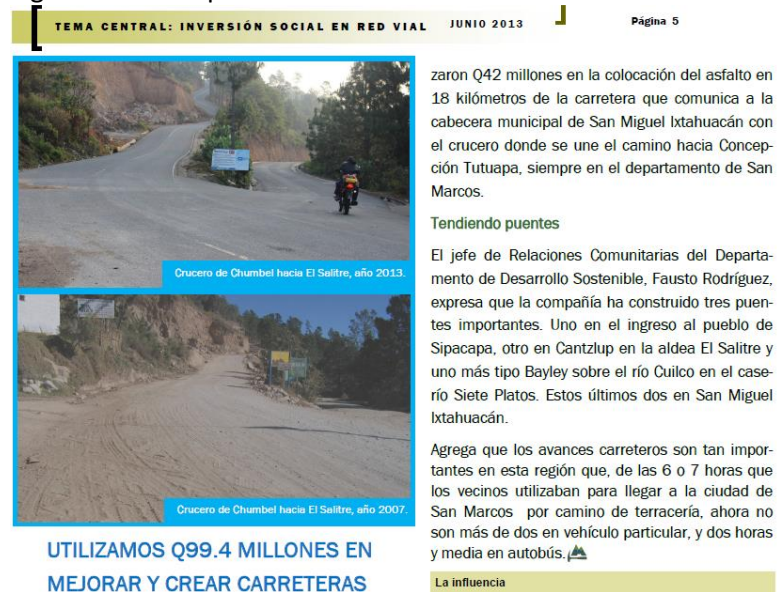 TEMA CENTRAL: INVERSIÓN SOCIAL EN RED VIAL
JUNIO 2013
Página 5
Crucero de Chumbel hacia El Salitre, año 2013.
Crucero de Chumbel hacia El Salitre, año 2007.
UTILIZAMOS Q99.4 MILLONES EN
MEJORAR Y CREAR CARRETERAS
zaron Q42 millones en la colocación del asfalto en
18 kilómetros de la carretera que comunica a la
cabecera municipal de San Miguel Ixtahuacán con
el crucero donde se une el camino hacia Concep-
ción Tutuapa, siempre en el departamento de San
Marcos.
Tendiendo puentes
El jefe de Relaciones Comunitarias del Departa-
mento de Desarrollo Sostenible, Fausto Rodríguez,
expresa que la compañía ha construido tres puen-
tes importantes. Uno en el ingreso al pueblo de
Sipacapa, otro en Cantzlup en la aldea El Salitre y
uno más tipo Bayley sobre el río Cuilco en el case-
río Siete Platos. Estos últimos dos en San Miguel
Ixtahuacán.
Agrega que los avances carreteros son tan impor-
tantes en esta región que, de las 6 o 7 horas que
los vecinos utilizaban para llegar a la ciudad de
San Marcos por camino de terracería, ahora no
son más de dos en vehículo particular, y dos horas
y media en autobús.
La influencia